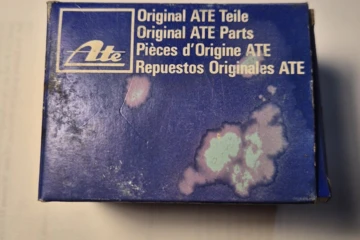 Original ATE Teile
Original ATE Parts
Pièces d'Origine ATE
Repuestos Originales ATE
Ate